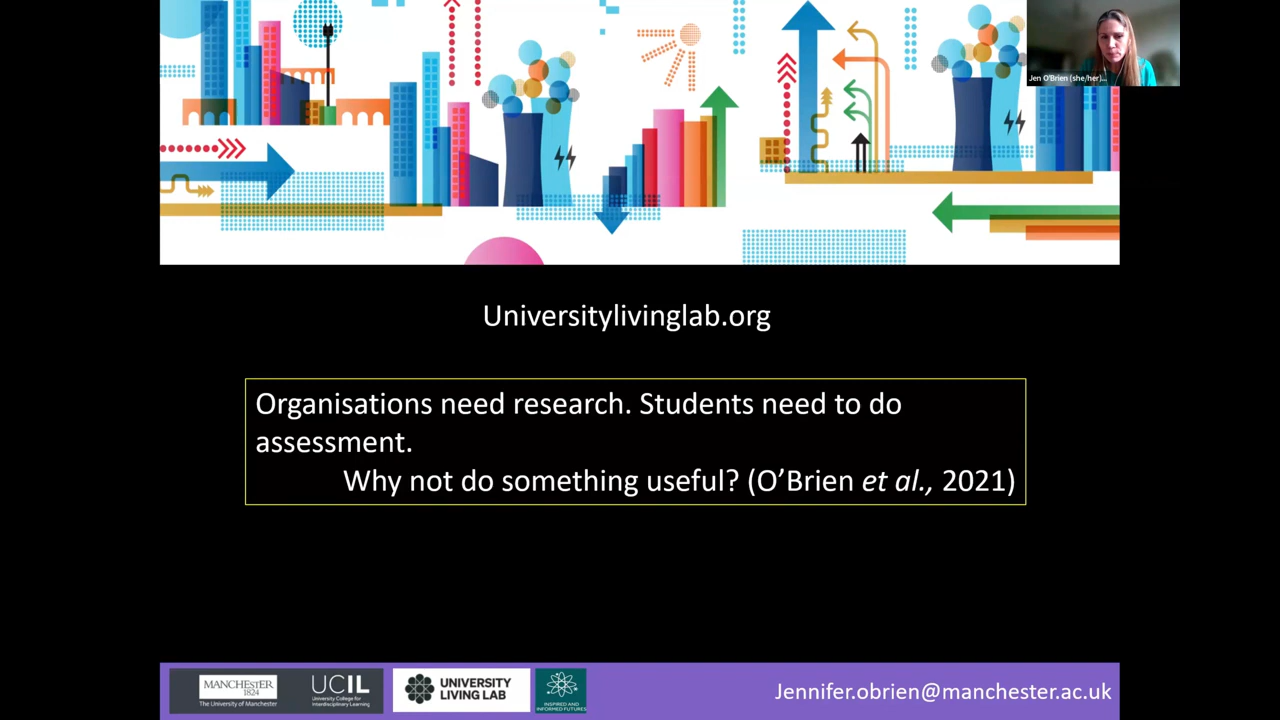 Jen O'Brien (she/her)...
Universitylivinglab.org
Organisations need research. Students need to do
assessment.
Why not do something useful? (O’Brien et al., 2021)
MANCHESTER
1824
The University of Manchester
UCIL
University College for
Interdisciplinary Learning
UNIVERSITY
LIVING LAB
INSPIRED AND
INFORMED FUTURES
Jennifer.obrien@manchester.ac.uk